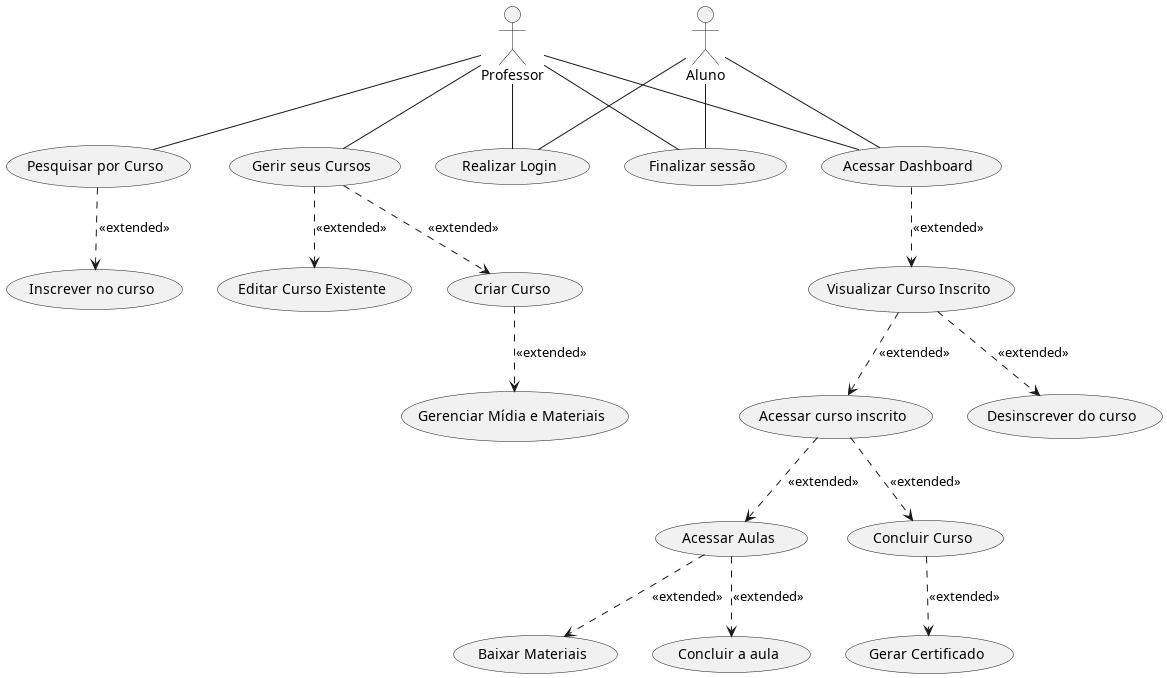 Professor
Aluno
Pesquisar por Curso
Gerir seus Cursos
Realizar Login
Finalizar sessão
Acessar Dashboard
«extended»
«extended»
«extended»
«extended»
Inscrever no curso
Editar Curso Existente
Criar Curso
Visualizar Curso Inscrito
«extended»
«extended»
«extended»
Gerenciar Mídia e Materiais
Acessar curso inscrito
Desinscrever do curso
«extended»
«extended»
Acessar Aulas
Concluir Curso
«extended»
«extended»
«extended»
Baixar Materiais
Concluir a aula
Gerar Certificado